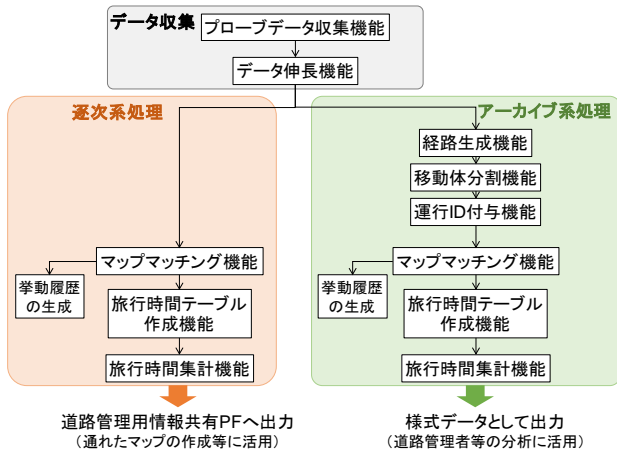 データ収集
プローブデータ収集機能
データ伸長機能
逐次系処理
マップマッチング機能
挙動履歴
の生成
旅行時間テーブル
作成機能
旅行時間集計機能
道路管理用情報共有PFへ出力
（通れたマップの作成等に活用）
アーカイブ系処理
経路生成機能
移動体分割機能
運行ID付与機能
マップマッチング機能
挙動履歴
の生成
旅行時間テーブル
作成機能
旅行時間集計機能
様式データとして出力
（道路管理者等の分析に活用）